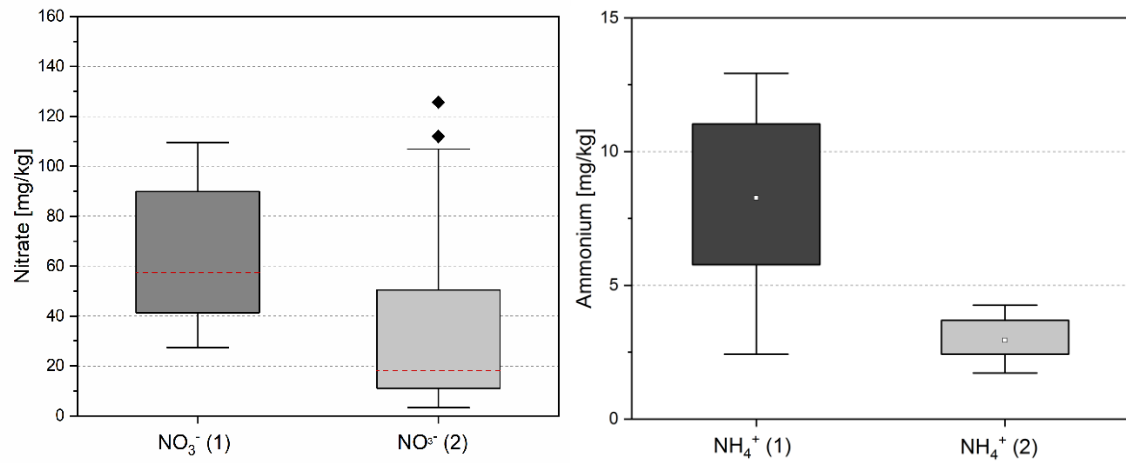 Nitrate [mg/kg]
160
140
120
100
80
60
40
20
0
NO₃⁻ (1)
NO³⁻ (2)
Ammonium [mg/kg]
15
10
5
0
NH₄⁺ (1)
NH₄⁺ (2)